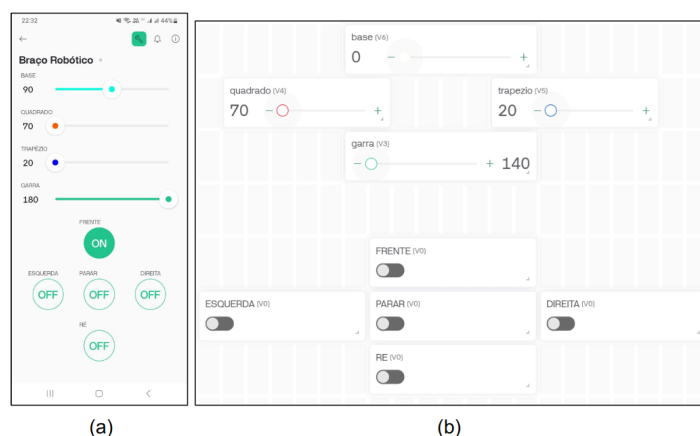 22:32
44%
Braço Robótico
BASE
90
QUADRADO
70
TRAPÉZIO
20
GARRA
180
FRENTE
ON
ESQUERDA PARAR DIREITA
OFF OFF OFF
RÉ
OFF
(a)
base (V6)
0 - +
quadrado (V4) trapezio (V5)
70 - + 20 - +
garra (V3)
- + 140
FRENTE (V0)
ESQUERDA (V0) PARAR (V0) DIREITA (V0)
RE (V0)
(b)